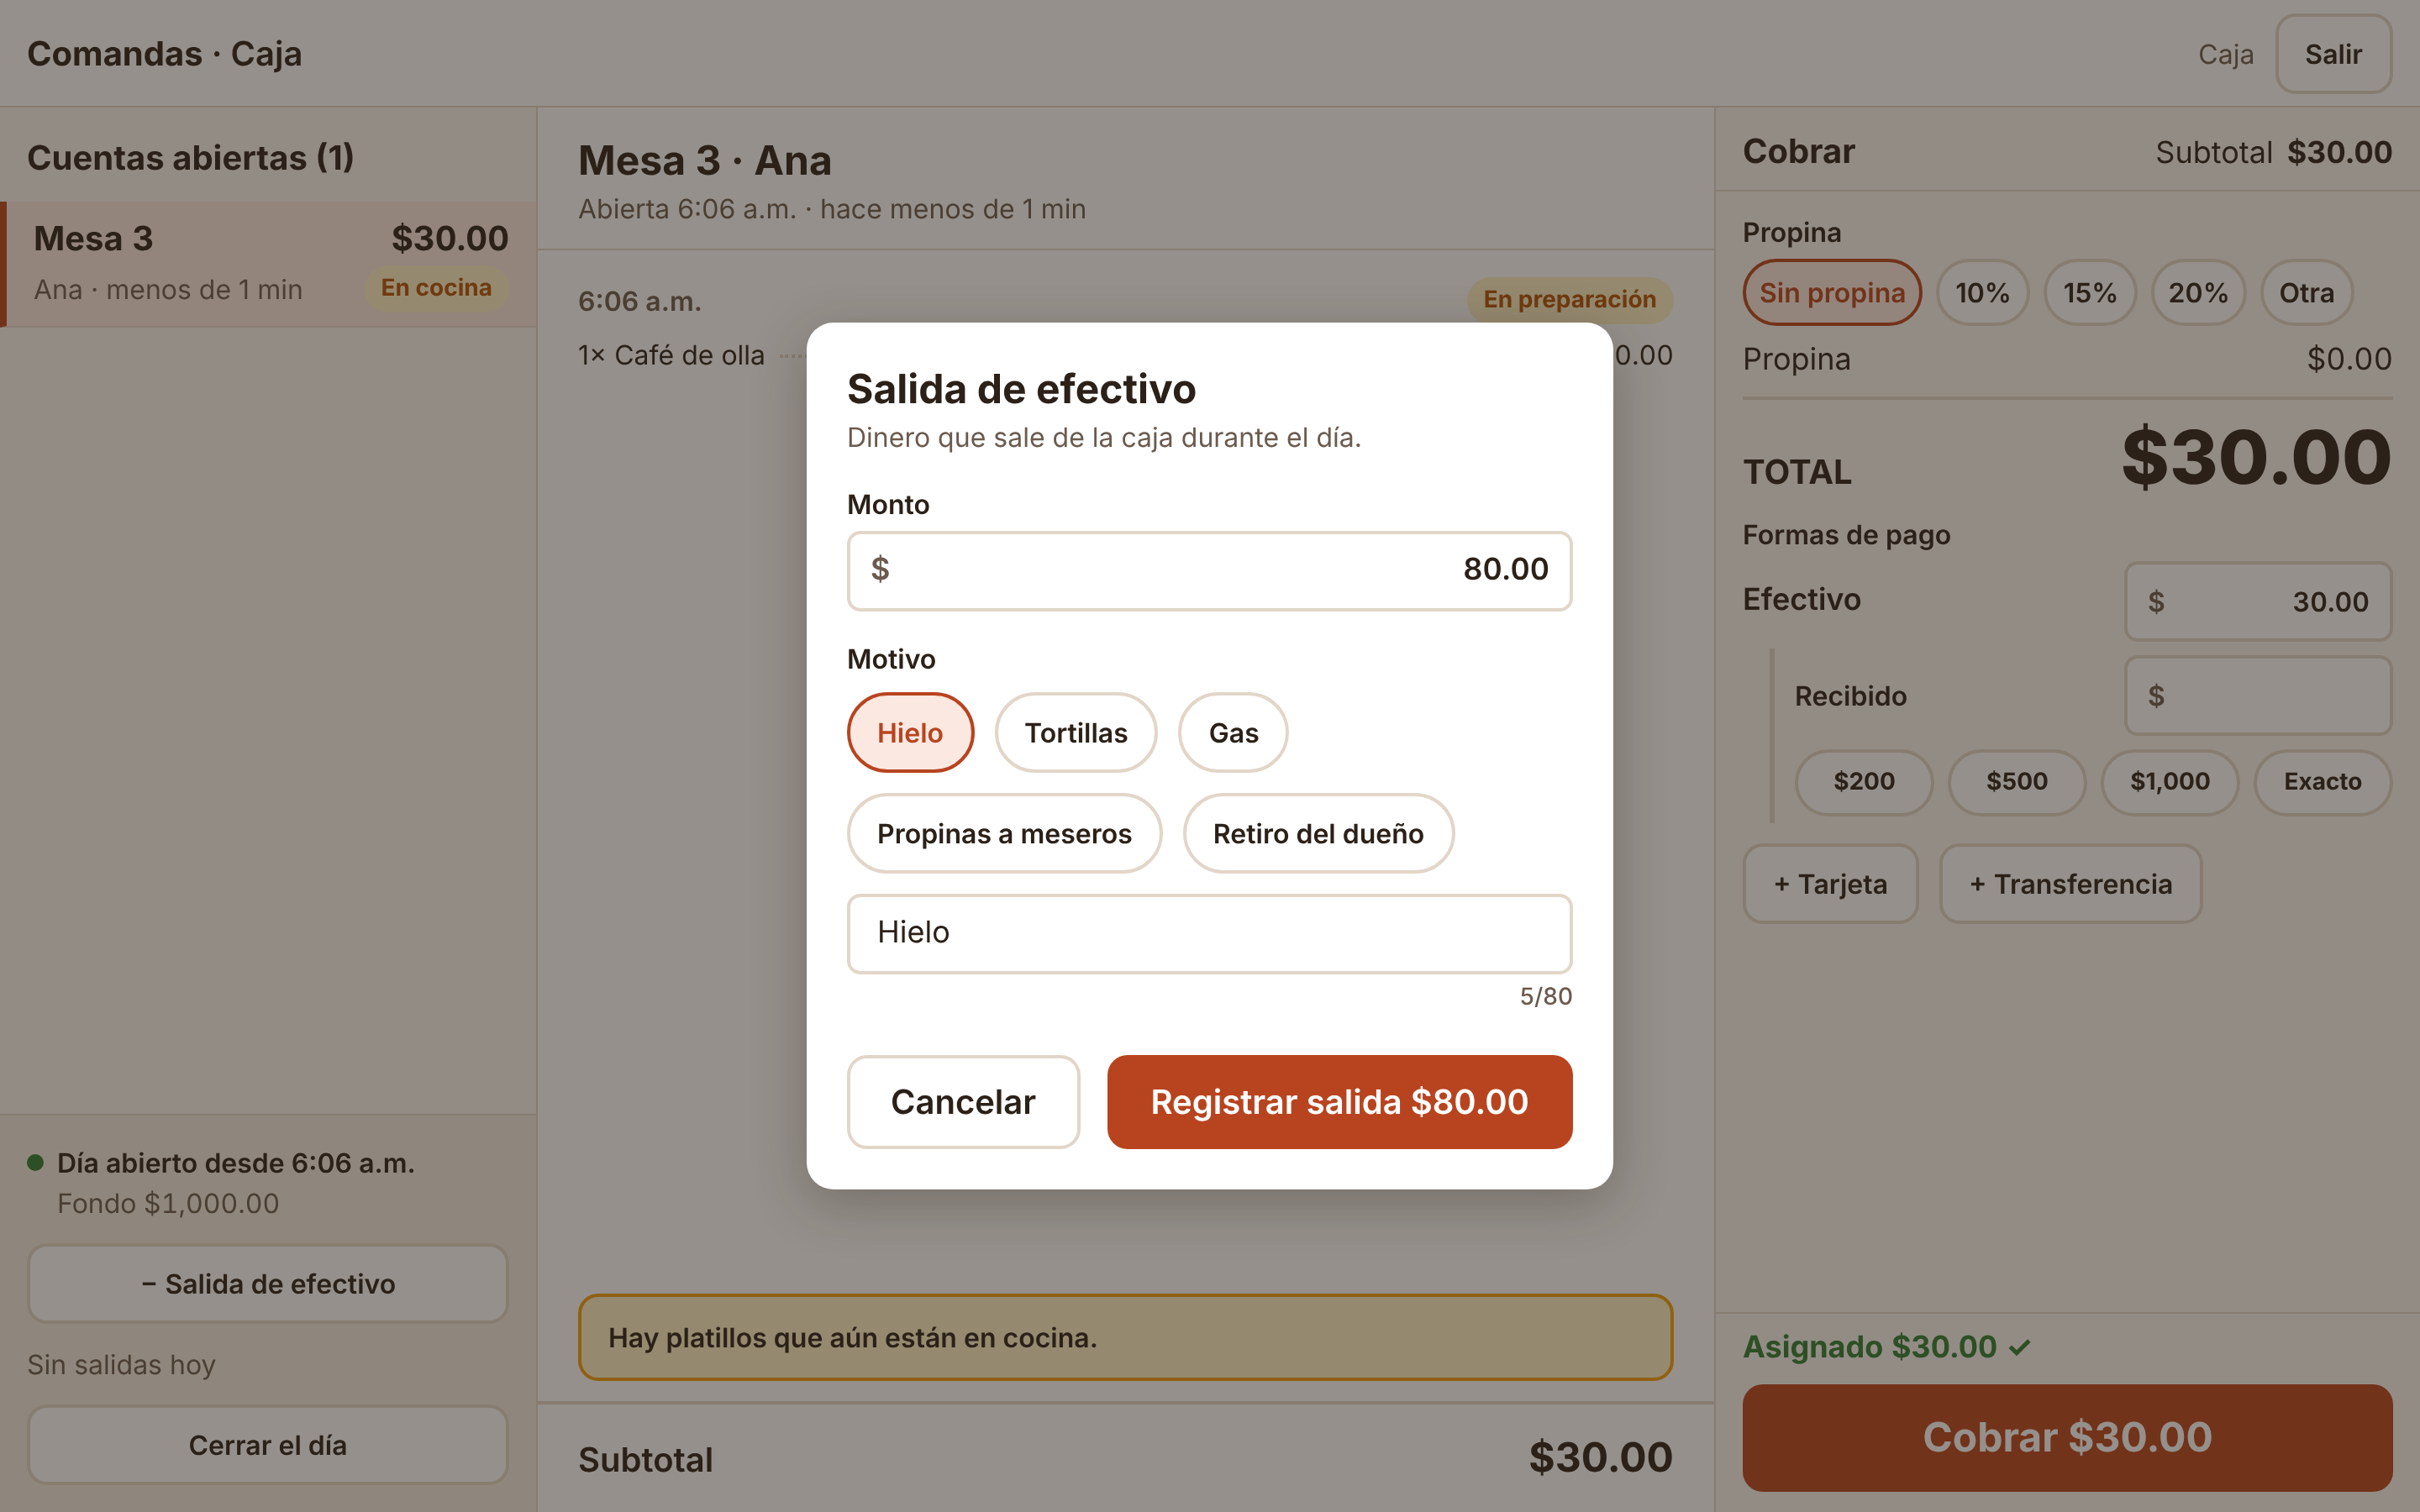 Comandas · Caja
Caja
Salir
Cuentas abiertas (1)
Mesa 3
$30.00
Ana · menos de 1 min
En cocina
Día abierto desde 6:06 a.m.
Fondo $1,000.00
− Salida de efectivo
Sin salidas hoy
Cerrar el día
Mesa 3 · Ana
Abierta 6:06 a.m. · hace menos de 1 min
6:06 a.m.
En preparación
1× Café de olla
0.00
Hay platillos que aún están en cocina.
Subtotal
$30.00
Salida de efectivo
Dinero que sale de la caja durante el día.
Monto
$ 80.00
Motivo
Hielo
Tortillas
Gas
Propinas a meseros
Retiro del dueño
Hielo
5/80
Cancelar
Registrar salida $80.00
Cobrar
Subtotal $30.00
Propina
Sin propina
10%
15%
20%
Otra
Propina
$0.00
TOTAL
$30.00
Formas de pago
Efectivo
$ 30.00
Recibido
$
$200
$500
$1,000
Exacto
+ Tarjeta
+ Transferencia
Asignado $30.00 ✓
Cobrar $30.00